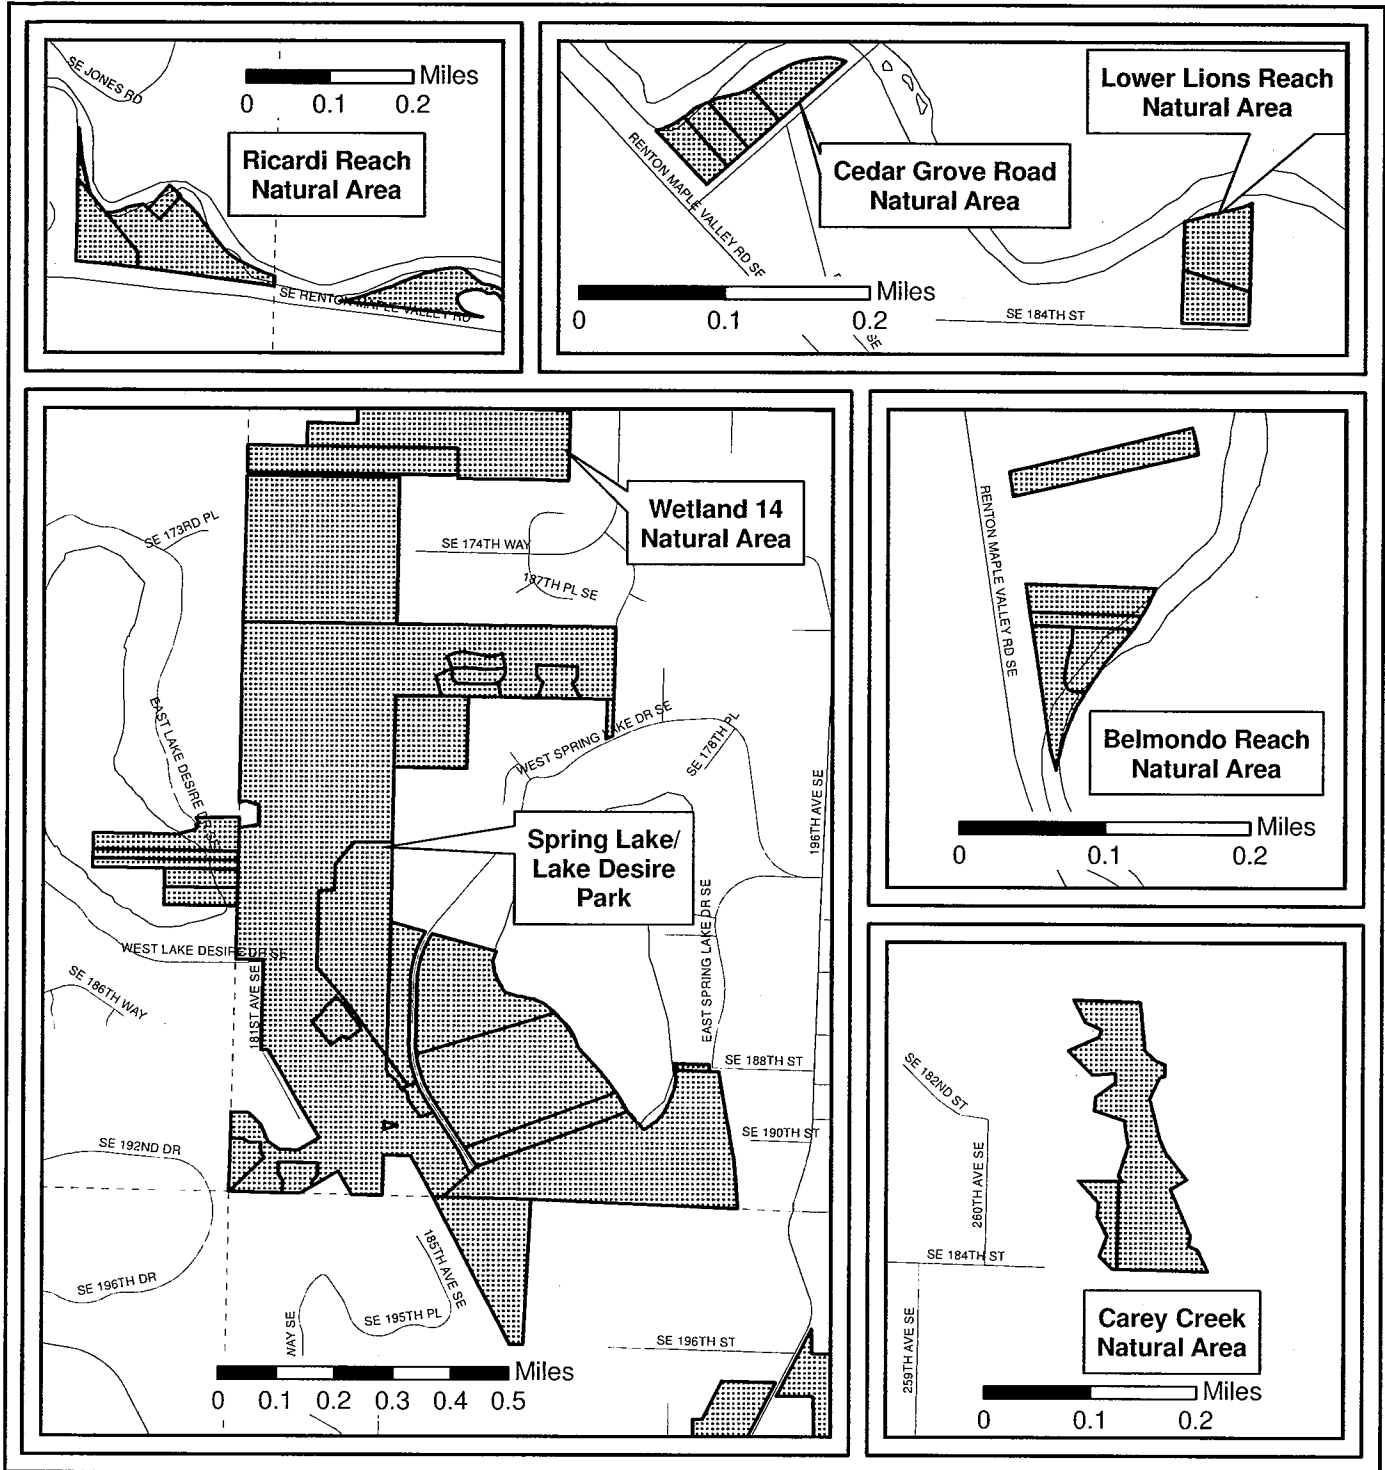 SE JONES RD
Miles
0 0.1 0.2
Ricardi Reach
Natural Area
SE RENTON MAPLE VALLEY RD
Lower Lions Reach
Natural Area
RENTON MAPLE VALLEY RD SE
Cedar Grove Road
Natural Area
Miles
0 0.1 0.2
SE 184TH ST
SE
Wetland 14
Natural Area
SE 173RD PL
SE 174TH WAY
187TH PL SE
EAST LAKE DESIRE DR SE
WEST SPRING LAKE DR SE
SE 178TH PL
196TH AVE SE
Spring Lake/
Lake Desire
Park
EAST SPRING LAKE DR SE
WEST LAKE DESIRE DR SE
SE 186TH WAY
181ST AVE SE
SE 188TH ST
SE 190TH ST
SE 192ND DR
SE 196TH DR
185TH AVE SE
SE 195TH PL
WAY SE
SE 196TH ST
Miles
0 0.1 0.2 0.3 0.4 0.5
RENTON MAPLE VALLEY RD SE
Belmondo Reach
Natural Area
Miles
0 0.1 0.2
SE 182ND ST
260TH AVE SE
SE 184TH ST
259TH AVE SE
Carey Creek
Natural Area
Miles
0 0.1 0.2